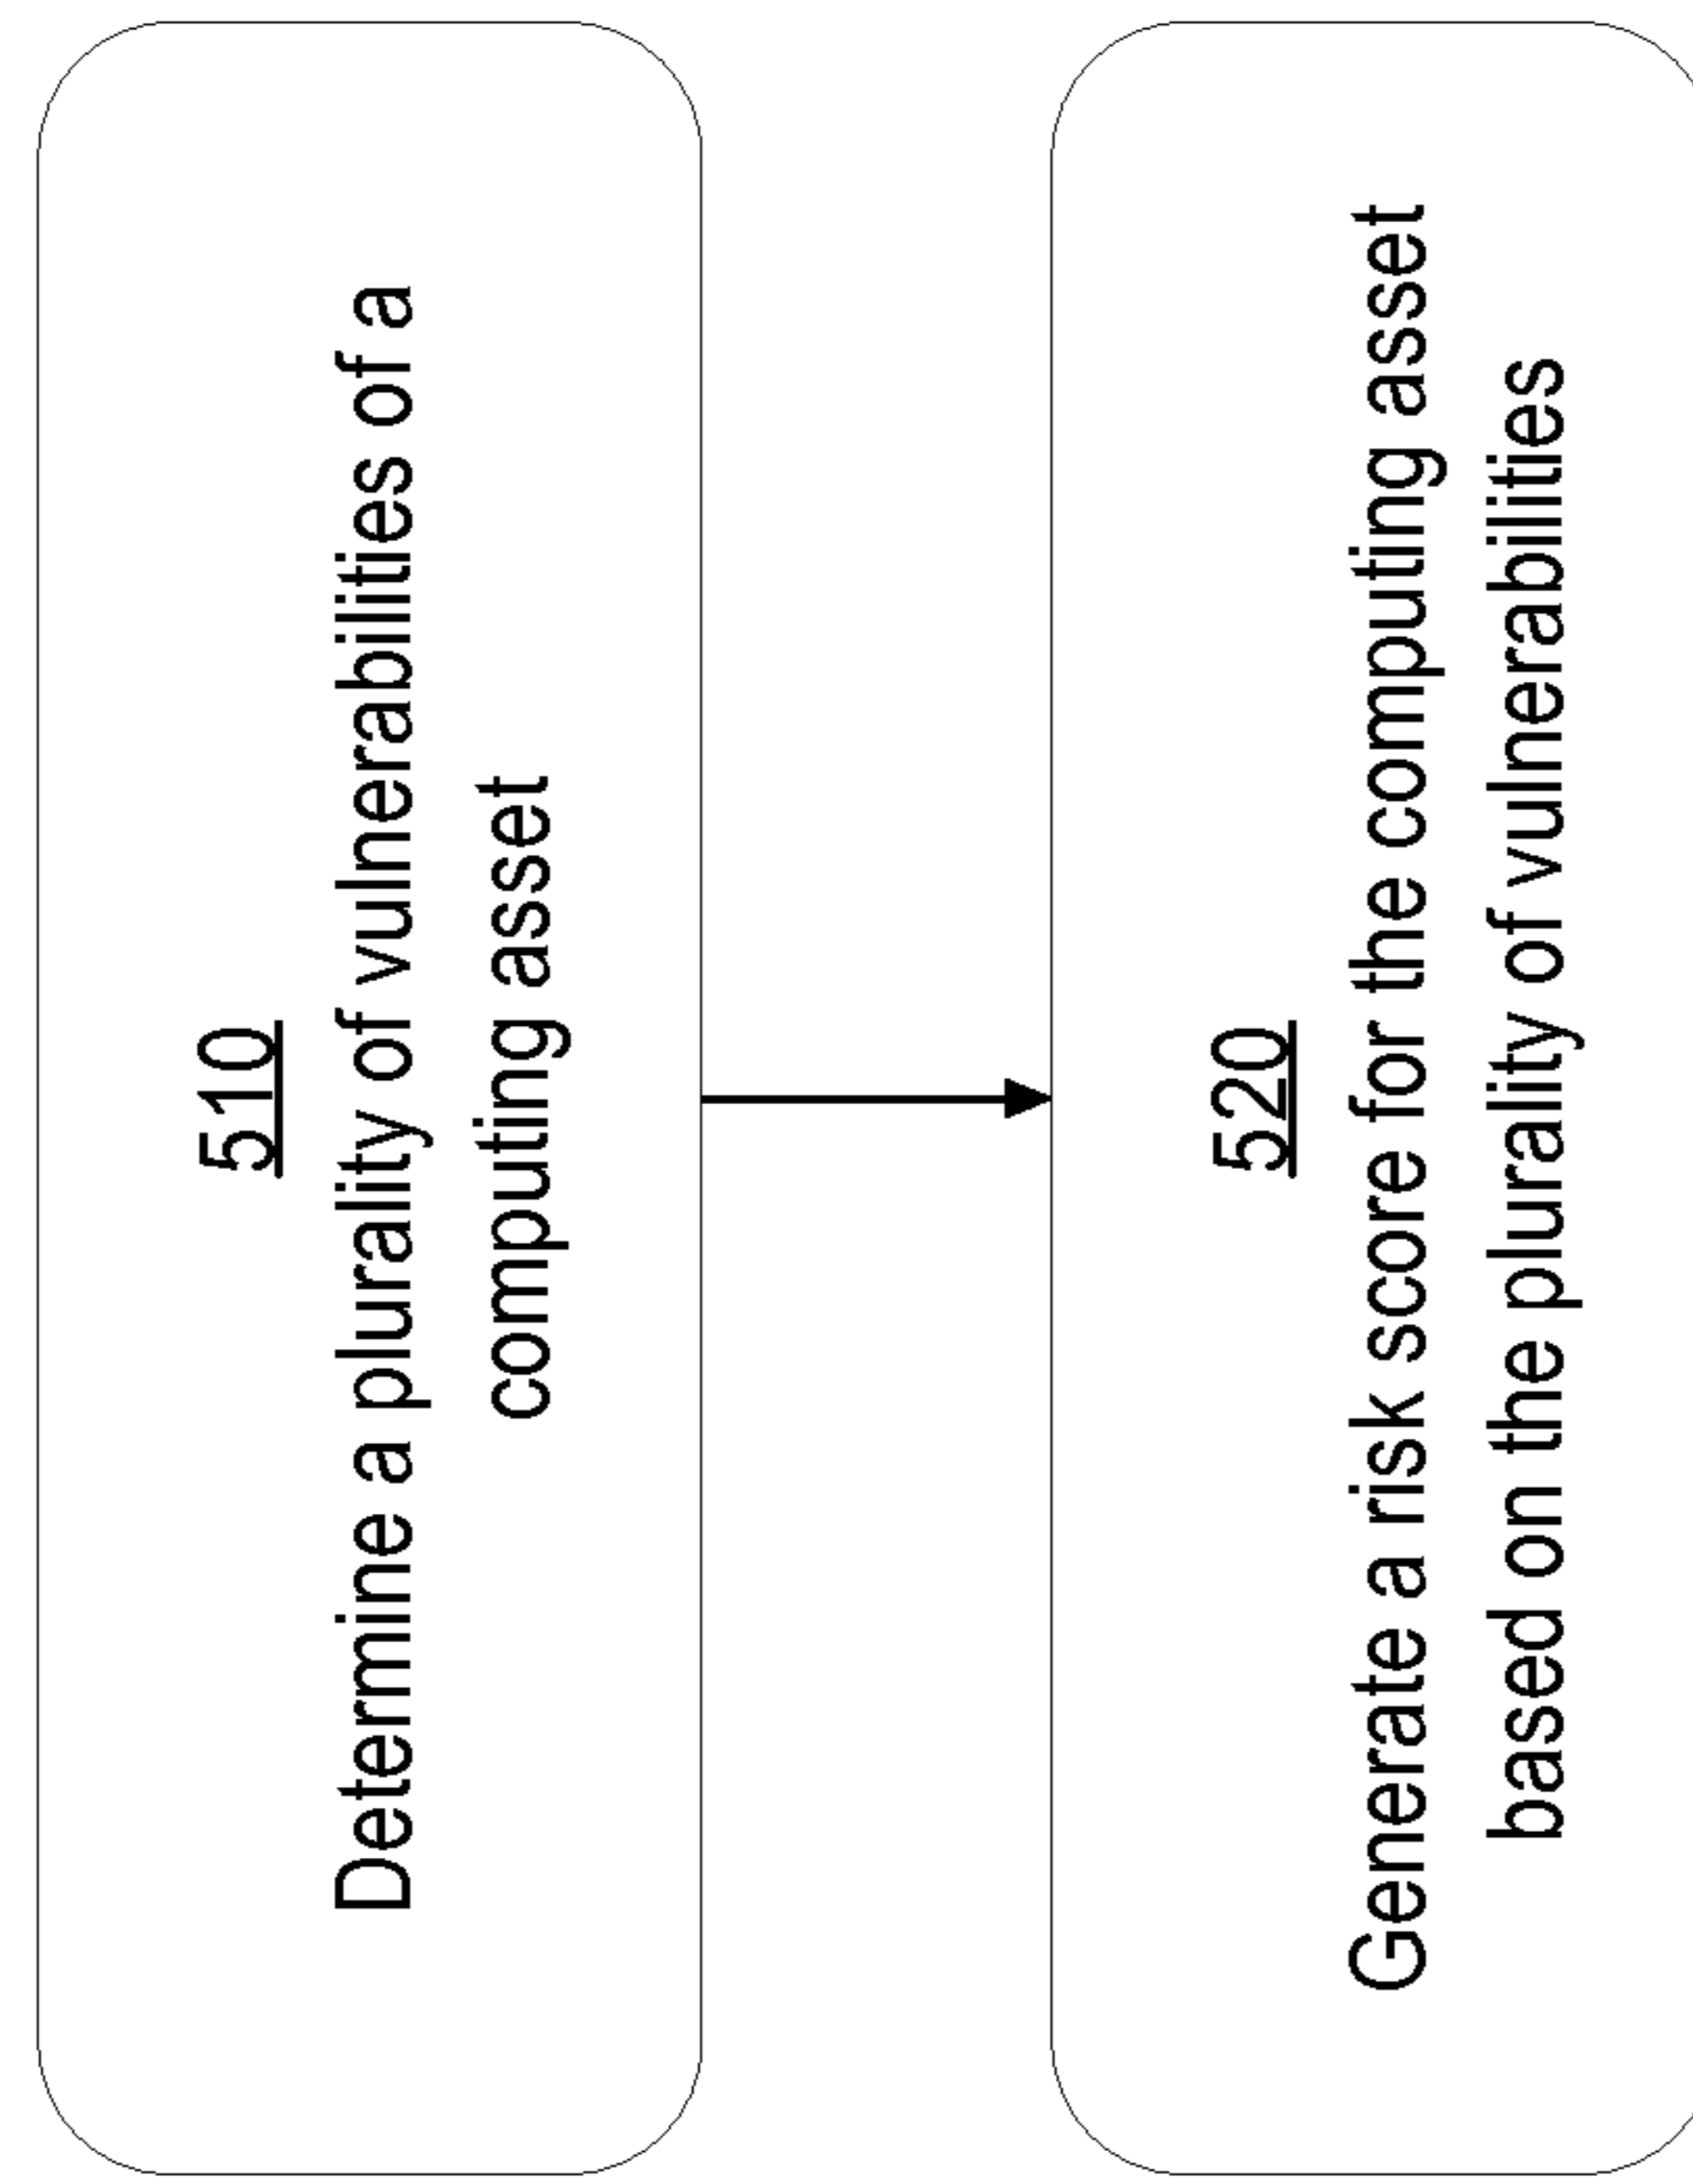 510
Determine a plurality of vulnerabilities of a
computing asset
520
Generate a risk score for the computing asset
based on the plurality of vulnerabilities